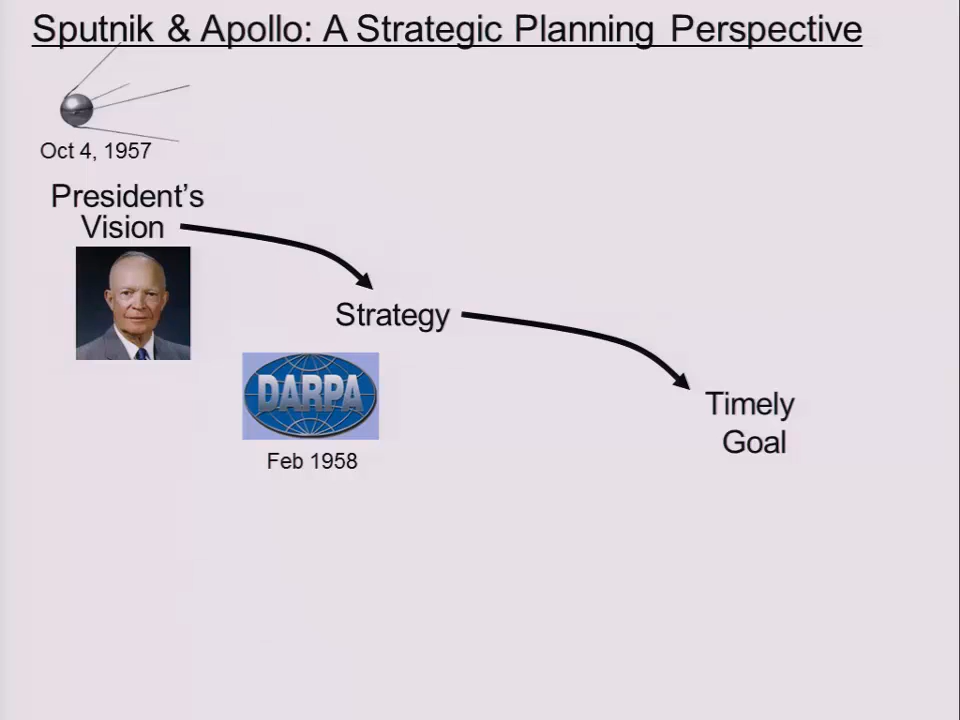 Sputnik & Apollo: A Strategic Planning Perspective
Oct 4, 1957
President's
Vision
Strategy
DARPA
Feb 1958
Timely
Goal